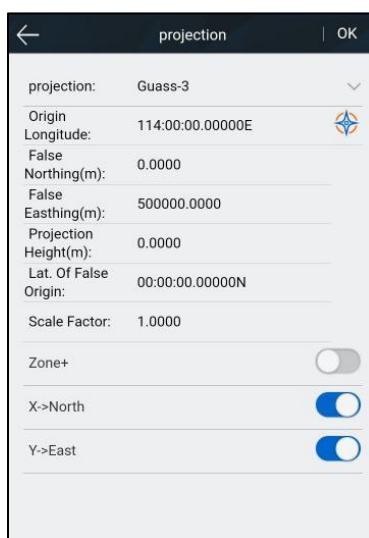 projection
OK
projection: Guass-3
Origin
Longitude: 114:00:00.00000E
False
Northing(m): 0.0000
False
Easthing(m): 500000.0000
Projection
Height(m): 0.0000
Lat. Of False
Origin: 00:00:00.00000N
Scale Factor: 1.0000
Zone+
X->North
Y->East